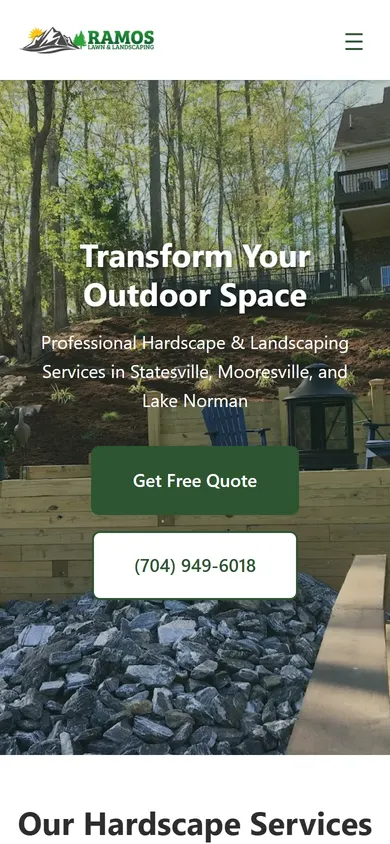 RAMOS
LAWN & LANDSCAPING
Transform Your
Outdoor Space
Professional Hardscape & Landscaping
Services in Statesville, Mooresville, and
Lake Norman
Get Free Quote
(704) 949-6018
Our Hardscape Services